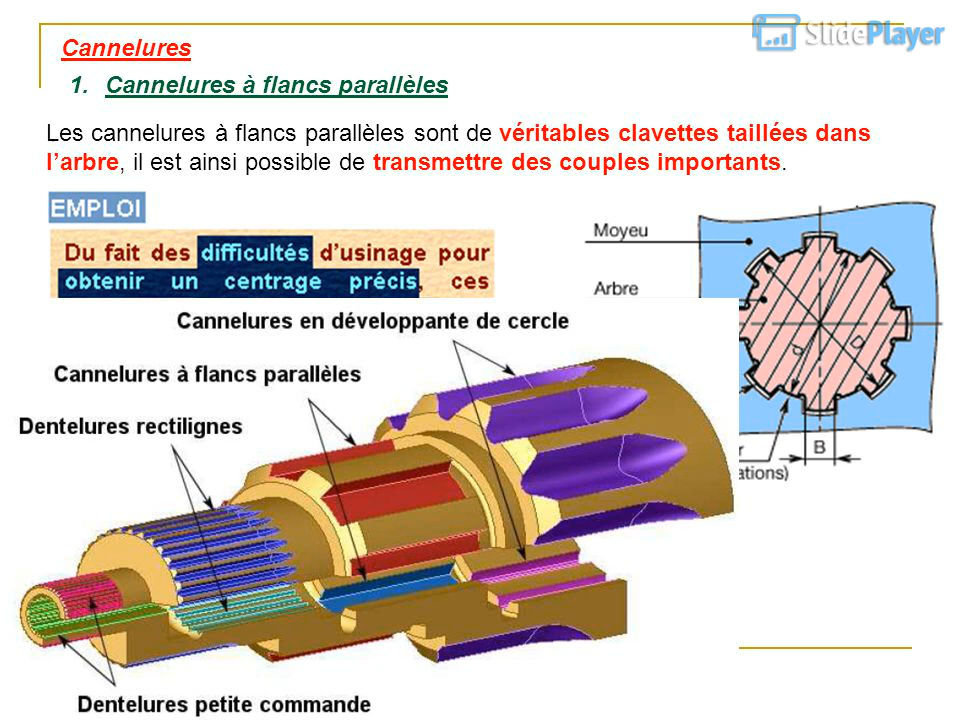 SlidePlayer
Cannelures
1. Cannelures à flancs parallèles
Les cannelures à flancs parallèles sont de véritables clavettes taillées dans
l’arbre, il est ainsi possible de transmettre des couples importants.
EMPLOI
Du fait des difficultés d'usinage pour
obtenir un centrage précis, ces
Moyeu
Arbre
B
ations)
Cannelures en développante de cercle
Cannelures à flancs parallèles
Dentelures rectilignes
Dentelures petite commande